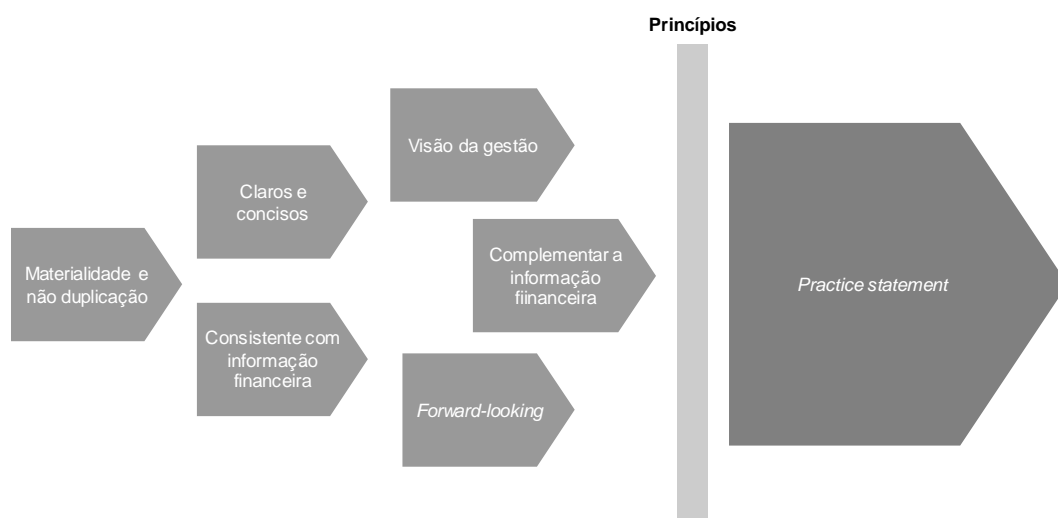 Princípios
Visão da gestão
Claros e
concisos
Complementar a
informação
fiinanceira
Materialidade e
não duplicação
Practice statement
Consistente com
informação
financeira
Forward-looking